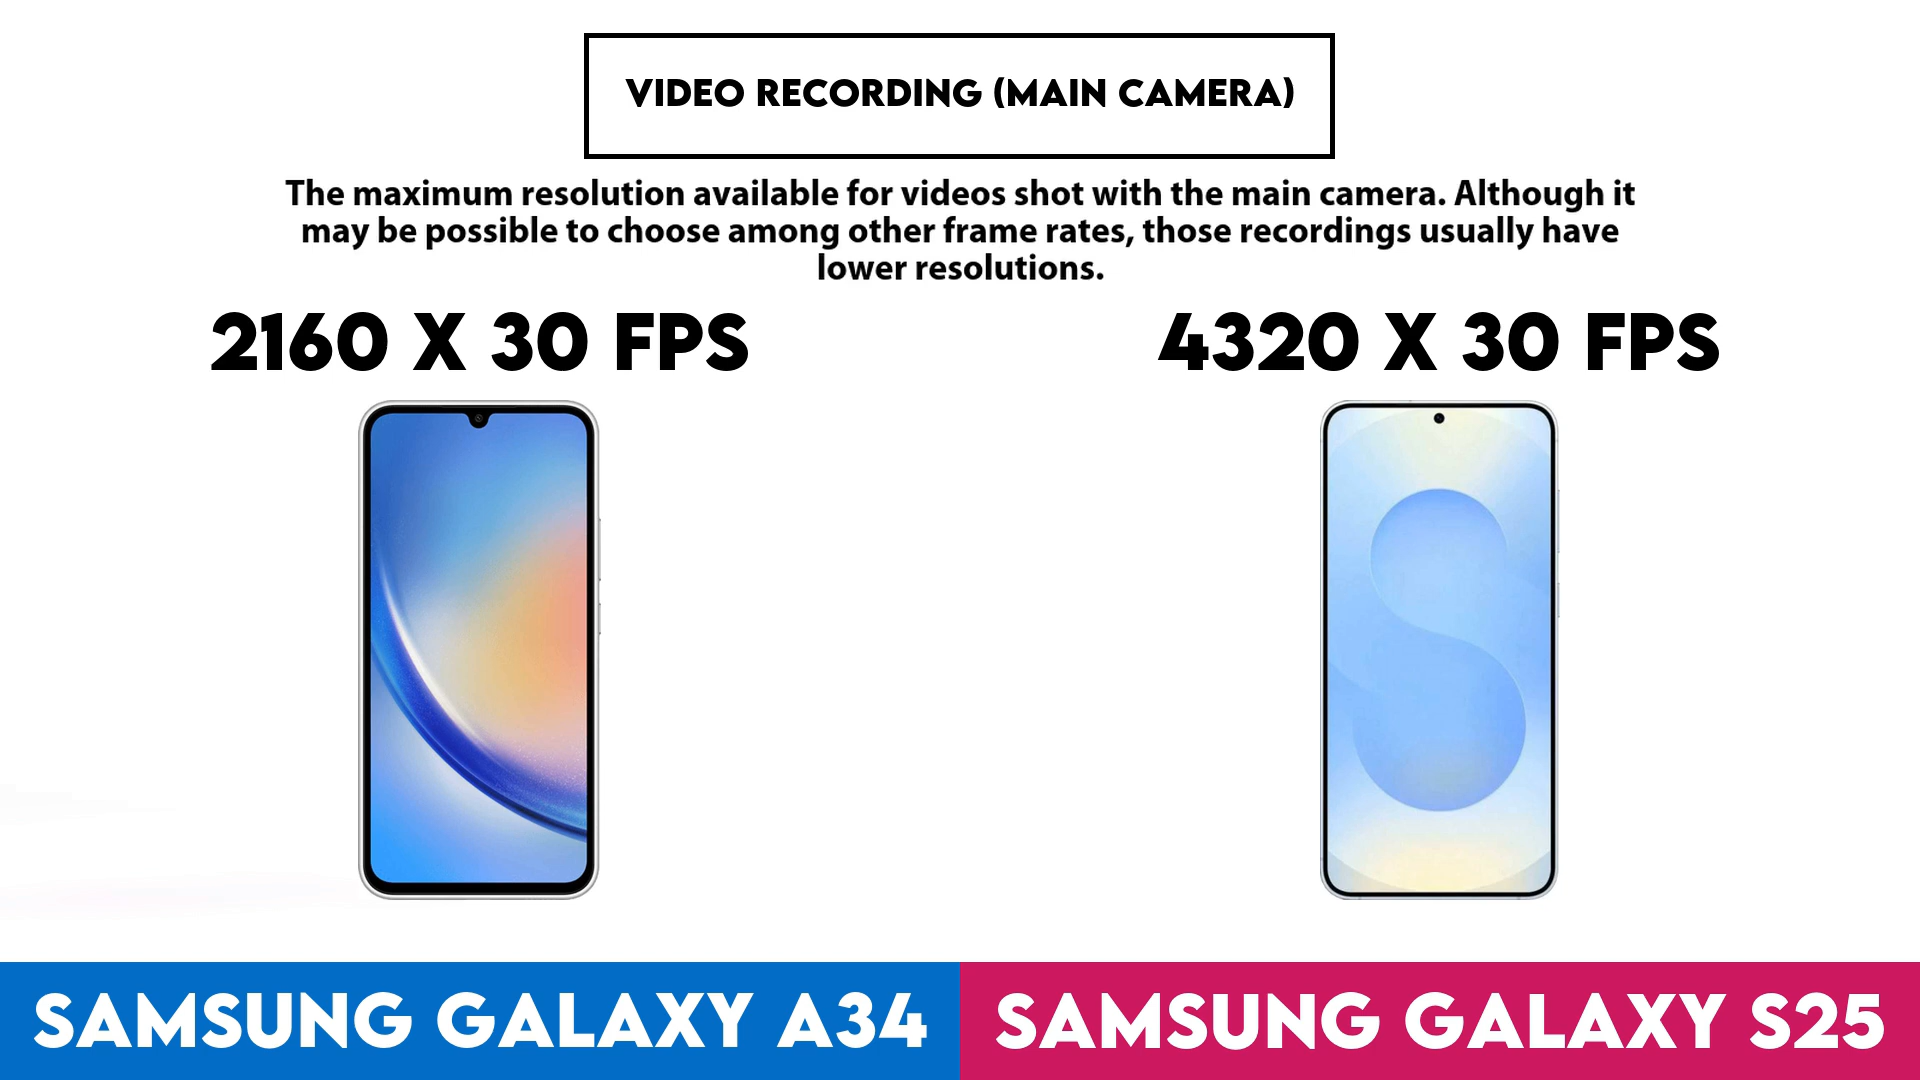 VIDEO RECORDING (MAIN CAMERA)
The maximum resolution available for videos shot with the main camera. Although it
may be possible to choose among other frame rates, those recordings usually have
lower resolutions.
2160 X 30 FPS
4320 X 30 FPS
SAMSUNG GALAXY A34
SAMSUNG GALAXY S25